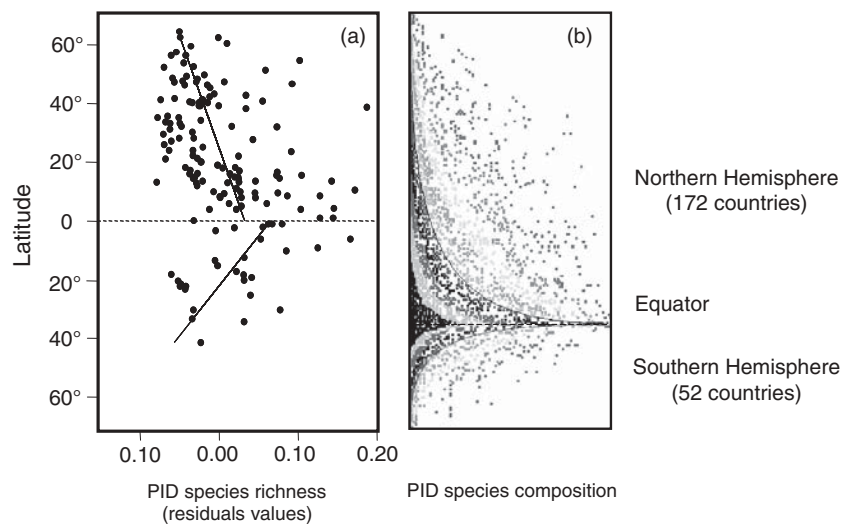 (a)
(b)
60°
40°
20°
0
20°
40°
60°
Latitude
0.10
0.00
0.10
0.20
PID species richness
(residuals values)
PID species composition
Northern Hemisphere
(172 countries)
Equator
Southern Hemisphere
(52 countries)